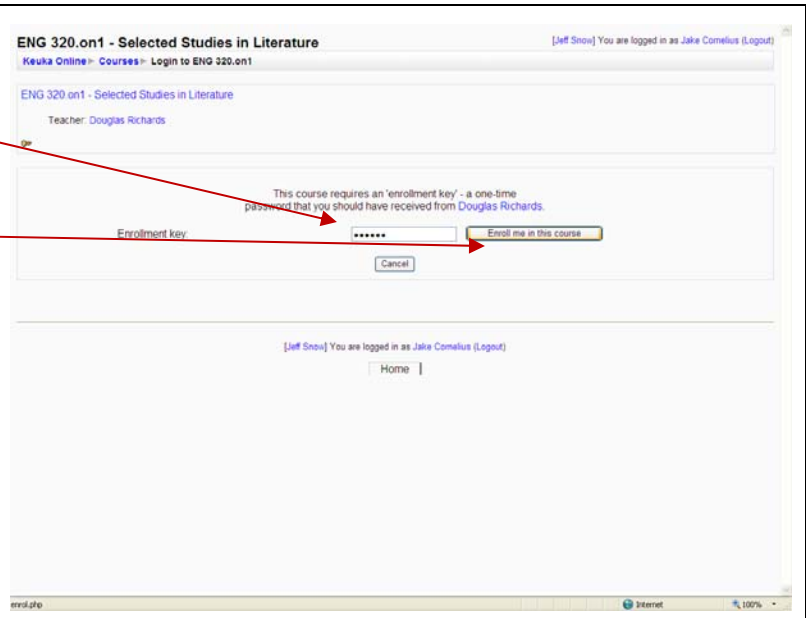 ENG 320.on1 - Selected Studies in Literature
[Jeff Snow] You are logged in as Jake Cornelius (Logout)
Keuka Online ► Courses ► Login to ENG 320.on1
ENG 320.on1 - Selected Studies in Literature
Teacher: Douglas Richards
This course requires an 'enrollment key' - a one-time
password that you should have received from Douglas Richards.
Enrollment key: •••••• Enroll me in this course
Cancel
[Jeff Snow] You are logged in as Jake Cornelius (Logout)
Home
enrol.php Internet 100%